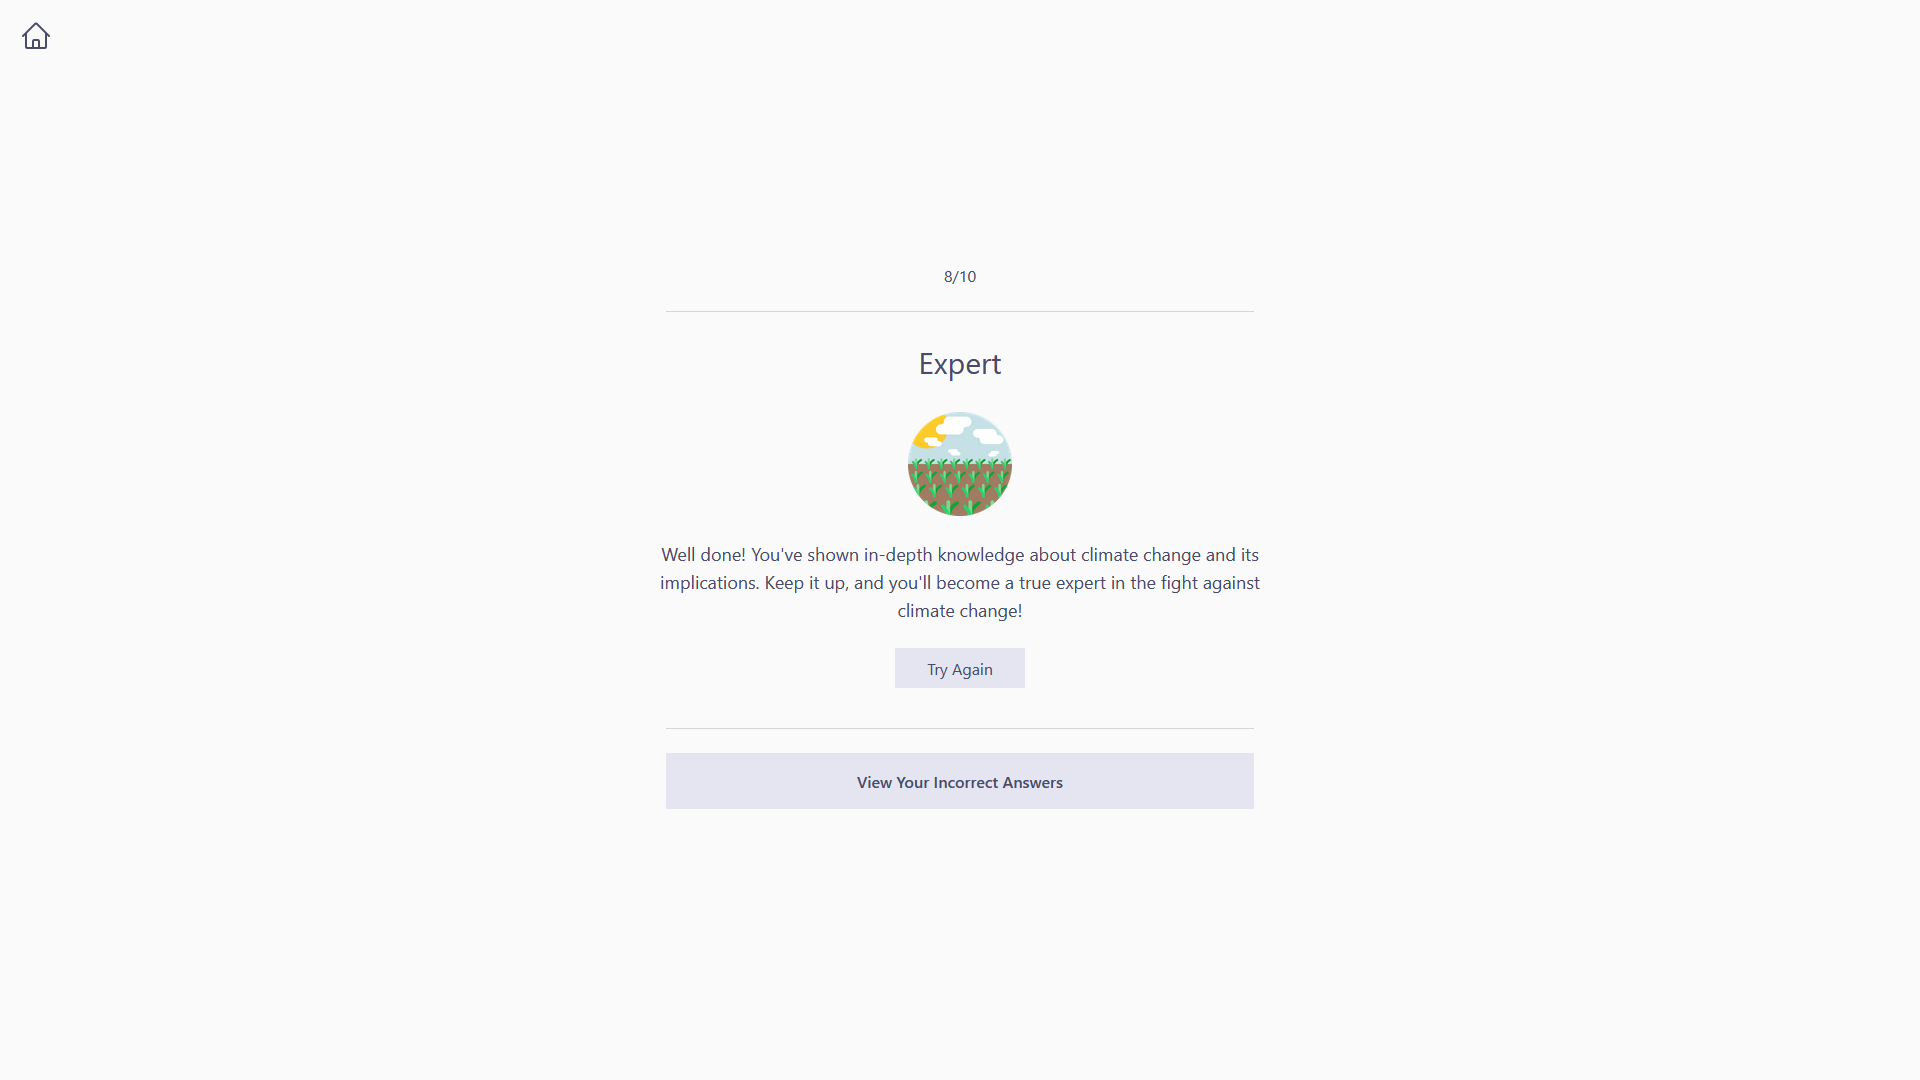 8/10
Expert
Well done! You've shown in-depth knowledge about climate change and its
implications. Keep it up, and you'll become a true expert in the fight against
climate change!
Try Again
View Your Incorrect Answers